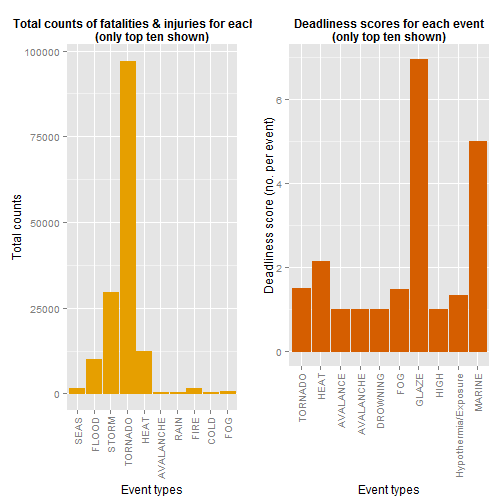 Total counts of fatalities & injuries for each
(only top ten shown)
100000
75000
50000
25000
0
Total counts
SEAS
FLOOD
STORM
TORNADO
HEAT
AVALANCHE
RAIN
FIRE
COLD
FOG
Event types
Deadliness scores for each event
(only top ten shown)
6
4
2
0
Deadliness score (no. per event)
TORNADO
HEAT
AVALANCE
AVALANCHE
DROWNING
FOG
GLAZE
HIGH
Hypothermia/Exposure
MARINE
Event types